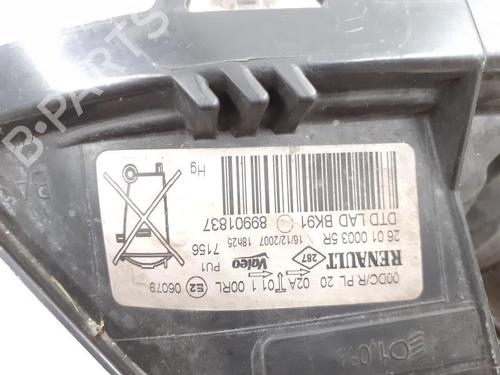 00DC/R PL 20 02A 01.1 00RL E2 06079
RENAULT 287 Valeo PU1
26 01 0003 5R 16/12/2007 18h25 7156
DTD LAD BK91 89901837
Hg
B-PARTS